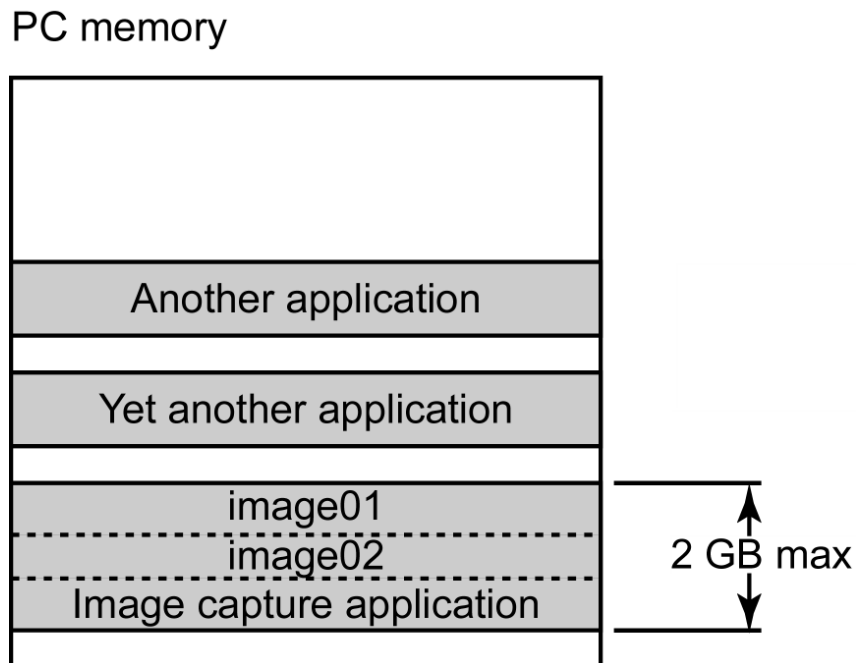 PC memory
Another application
Yet another application
image01
image02
2 GB max
Image capture application